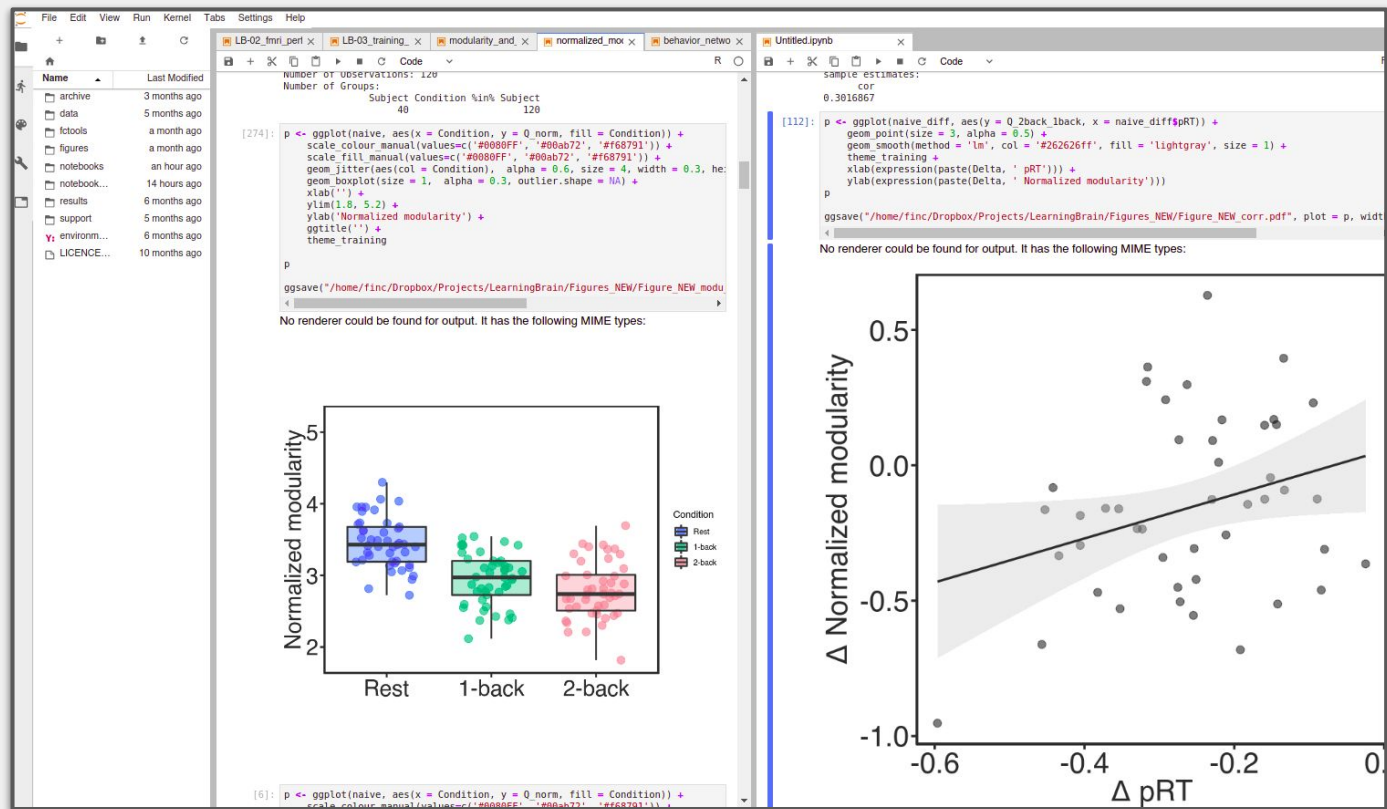 File Edit View Run Kernel Tabs Settings Help
Name Last Modified
archive 3 months ago
data 5 months ago
fctools a month ago
figures a month ago
notebooks an hour ago
notebook... 14 hours ago
results 6 months ago
support 5 months ago
Y: environm... 6 months ago
LICENCE... 10 months ago
LB-02_fmri_peri LB-03_training_ modularity_and_ normalized_mod behavior_netwo
Code R
Number of Observations: 120
Number of Groups:
Subject Condition %in% Subject
40 120
[274]: p <- ggplot(naive, aes(x = Condition, y = Q_norm, fill = Condition)) +
scale_colour_manual(values=c('#0080FF', '#00ab72', '#f68791')) +
scale_fill_manual(values=c('#0080FF', '#00ab72', '#f68791')) +
geom_jitter(aes(col = Condition), alpha = 0.6, size = 4, width = 0.3, hei
geom_boxplot(size = 1, alpha = 0.3, outlier.shape = NA) +
xlab('') +
ylim(1.8, 5.2) +
ylab('Normalized modularity') +
ggtitle('') +
theme_training
p
ggsave("/home/finc/Dropbox/Projects/LearningBrain/Figures_NEW/Figure_NEW_modu_
No renderer could be found for output. It has the following MIME types:
Normalized modularity
5
4
3
2
Rest 1-back 2-back
Condition
Rest
1-back
2-back
[6]: p <- ggplot(naive, aes(x = Condition, y = Q_norm, fill = Condition)) +
scale_colour_manual(values=c('#0080FF', '#00ab72', '#f68791')) +
Untitled.ipynb
Code
sample estimates:
cor
0.3016867
[112]: p <- ggplot(naive_diff, aes(y = Q_2back_1back, x = naive_diff$pRT)) +
geom_point(size = 3, alpha = 0.5) +
geom_smooth(method = 'lm', col = '#262626ff', fill = 'lightgray', size = 1) +
theme_training +
xlab(expression(paste(Delta, ' pRT'))) +
ylab(expression(paste(Delta, ' Normalized modularity')))
p
ggsave("/home/finc/Dropbox/Projects/LearningBrain/Figures_NEW/Figure_NEW_corr.pdf", plot = p, widt
No renderer could be found for output. It has the following MIME types:
Δ Normalized modularity
0.5
0.0
-0.5
-1.0
-0.6 -0.4 -0.2 0.
Δ pRT